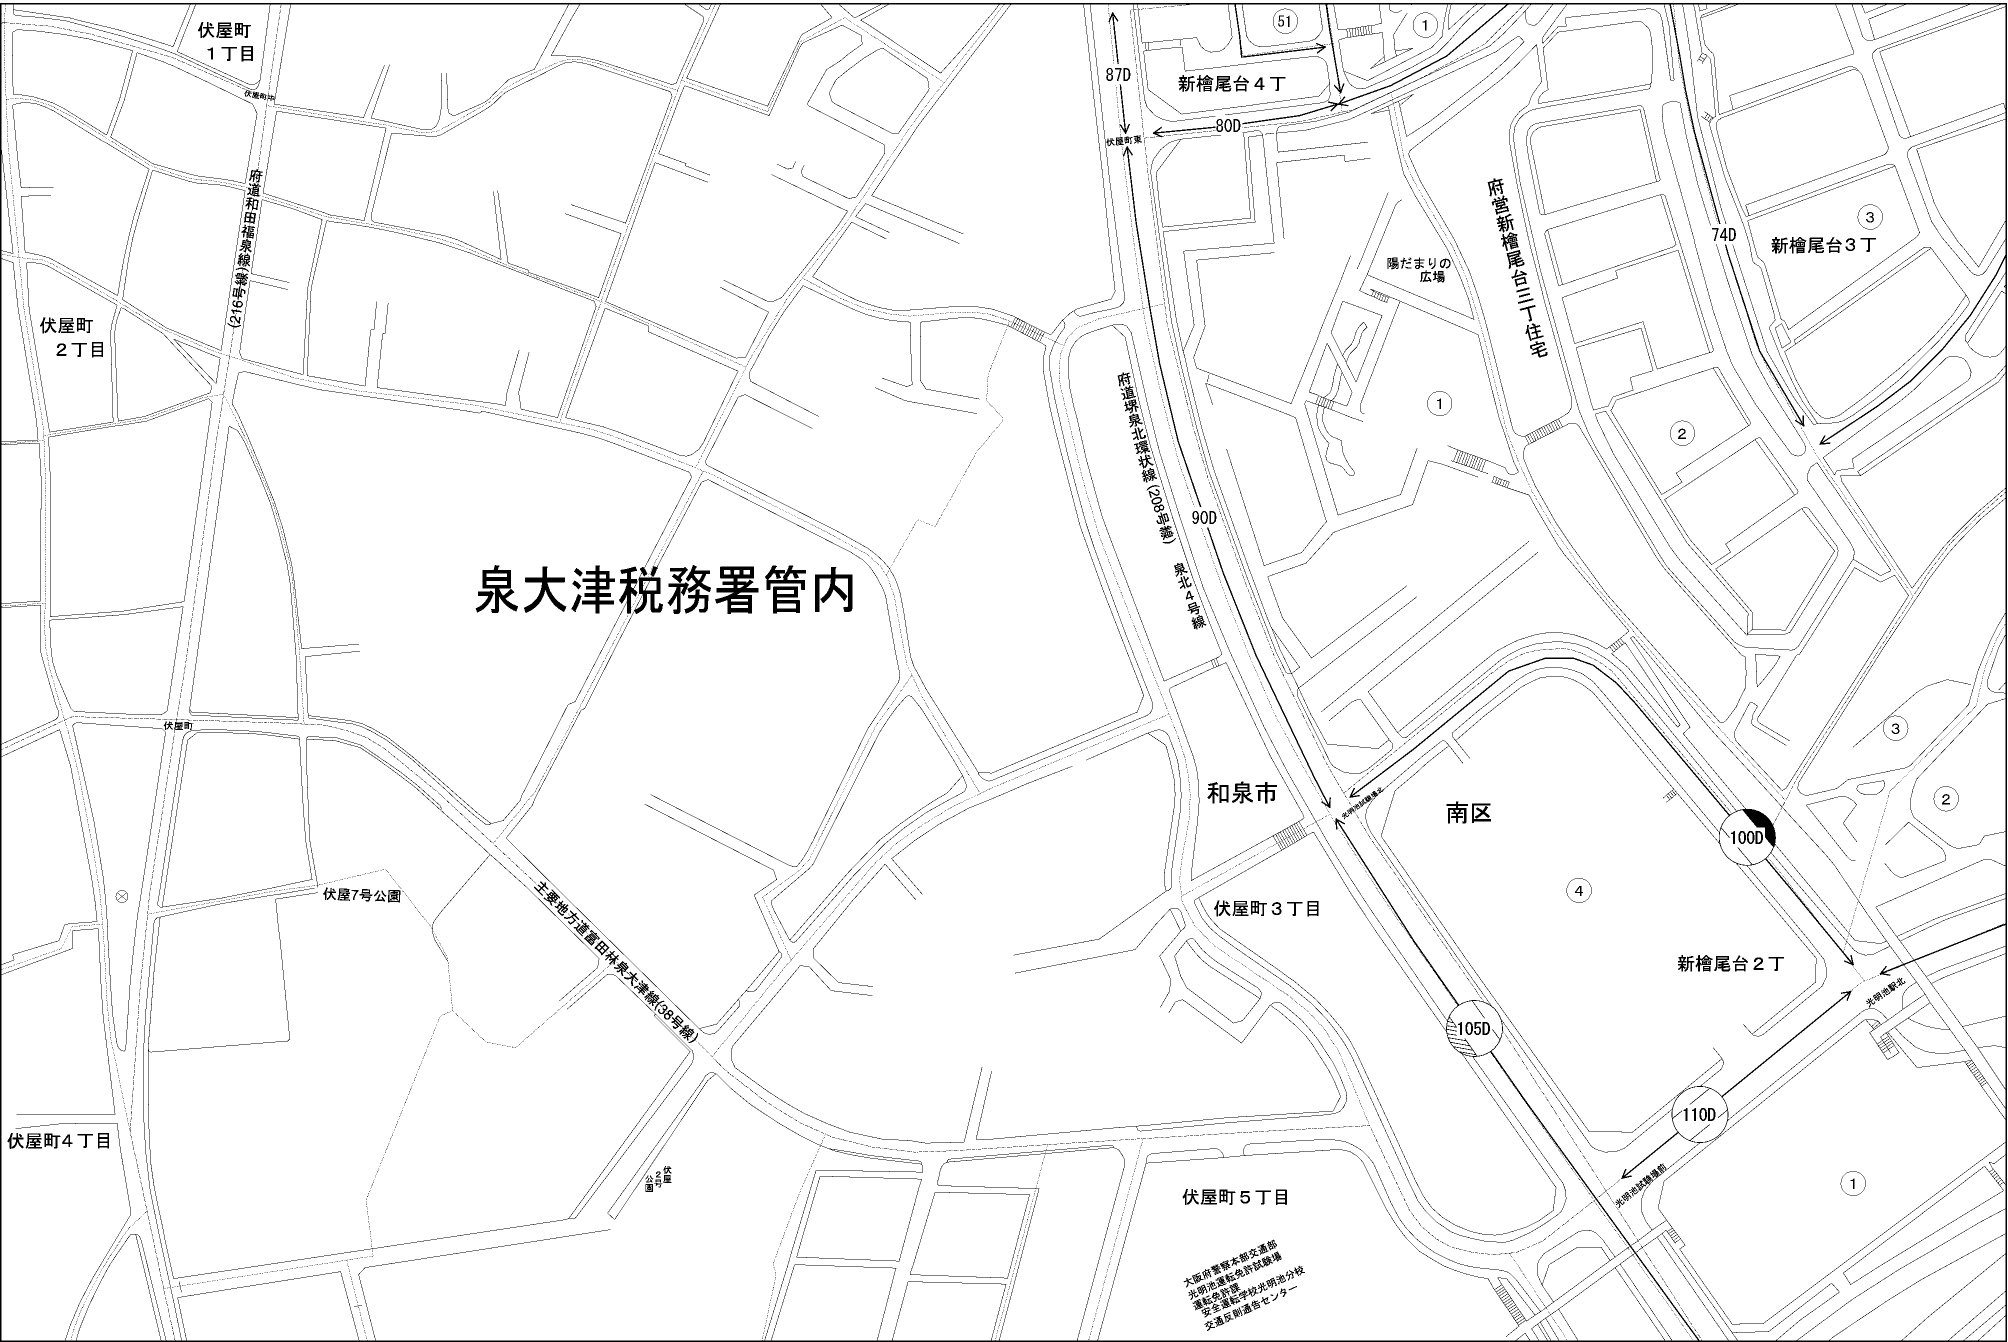 伏屋町
１丁目
伏屋町中
51
1
87D
新檜尾台４丁
80D
伏屋町東
府道和田福泉線
(216号線)
府営新檜尾台三丁住宅
74D
3
新檜尾台３丁
陽だまりの
広場
伏屋町
２丁目
府道堺泉北環状線(208号線)　泉北４号線
1
2
90D
泉大津税務署管内
伏屋町
3
和泉市
光明池試験場北
南区
2
100D
主要地方道富田林泉大津線(38号線)
伏屋7号公園
伏屋町３丁目
4
新檜尾台２丁
光明池駅北
105D
110D
伏屋町４丁目
伏屋
2号
公園
伏屋町５丁目
光明池試験場前
1
大阪府警察本部交通部
光明池運転免許試験場
運転免許課
安全運転学校光明池分校
交通反則通告センター